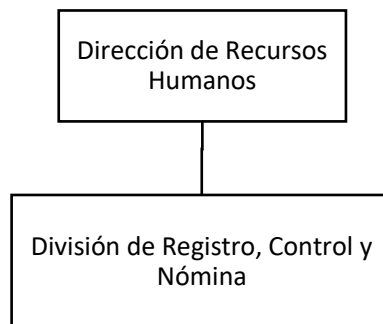 Dirección de Recursos
Humanos
División de Registro, Control y
Nómina